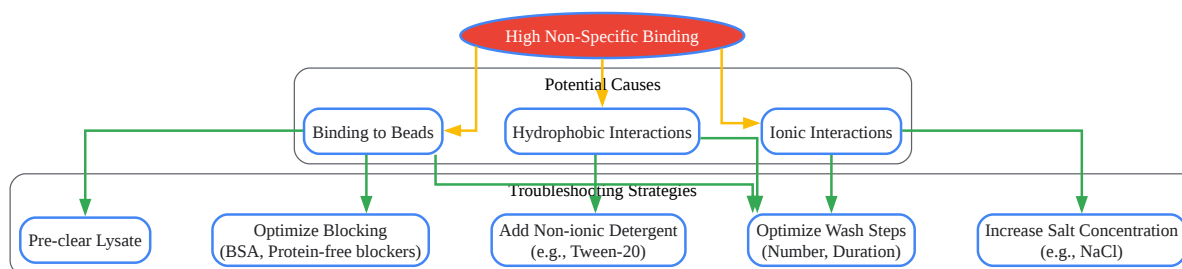 High Non-Specific Binding
Potential Causes
Binding to Beads
Hydrophobic Interactions
Ionic Interactions
Troubleshooting Strategies
Pre-clear Lysate
Optimize Blocking
(BSA, Protein-free blockers)
Add Non-ionic Detergent
(e.g., Tween-20)
Optimize Wash Steps
(Number, Duration)
Increase Salt Concentration
(e.g., NaCl)